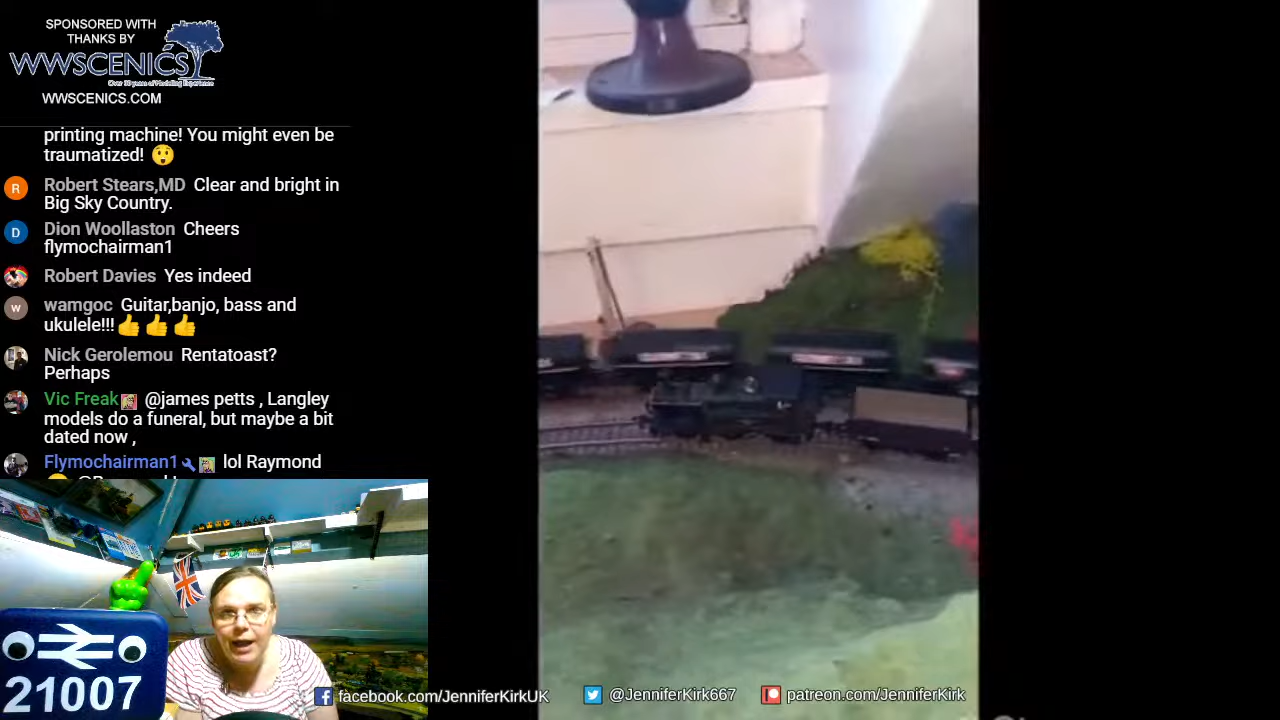 SPONSORED WITH
THANKS BY
WWSCENICS
WWSCENICS.COM
printing machine! You might even be
traumatized! 😲
R Robert Stears,MD Clear and bright in
Big Sky Country.
D Dion Woollaston Cheers
flymochairman1
Robert Davies Yes indeed
w wamgoc Guitar,banjo, bass and
ukulele!!!👍👍👍
Nick Gerolemou Rentatoast?
Perhaps
Vic Freak @james petts , Langley
models do a funeral, but maybe a bit
dated now ,
Flymochairman1 lol Raymond
21007
facebook.com/JenniferKirkUK
@JenniferKirk667
patreon.com/JenniferKirk